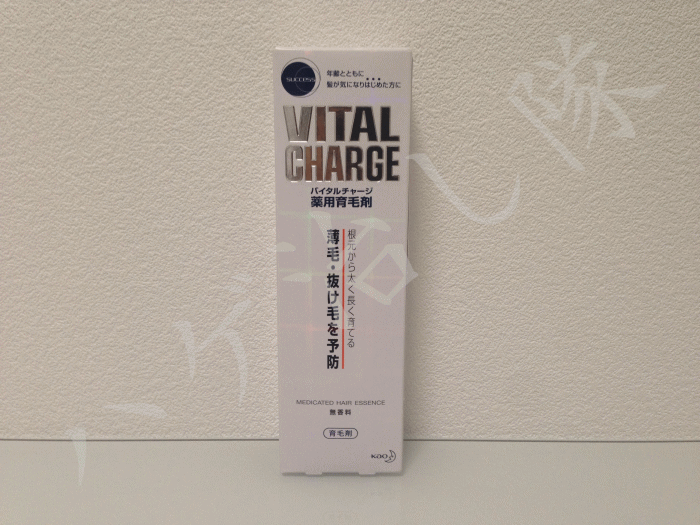 success
年齢とともに
髪が気になりはじめた方に
VITAL
CHARGE
バイタルチャージ
薬用育毛剤
根元から太く長く育てる
薄毛・抜け毛を予防
MEDICATED HAIR ESSENCE
無香料
育毛剤
Kao